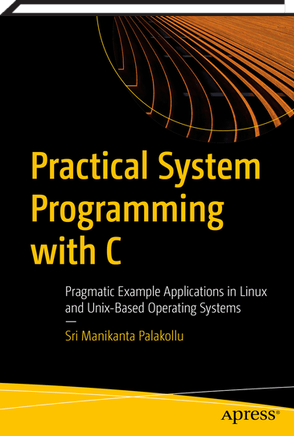 Practical System
Programming
with C
Pragmatic Example Applications in Linux
and Unix-Based Operating Systems
Sri Manikanta Palakollu
Apress®